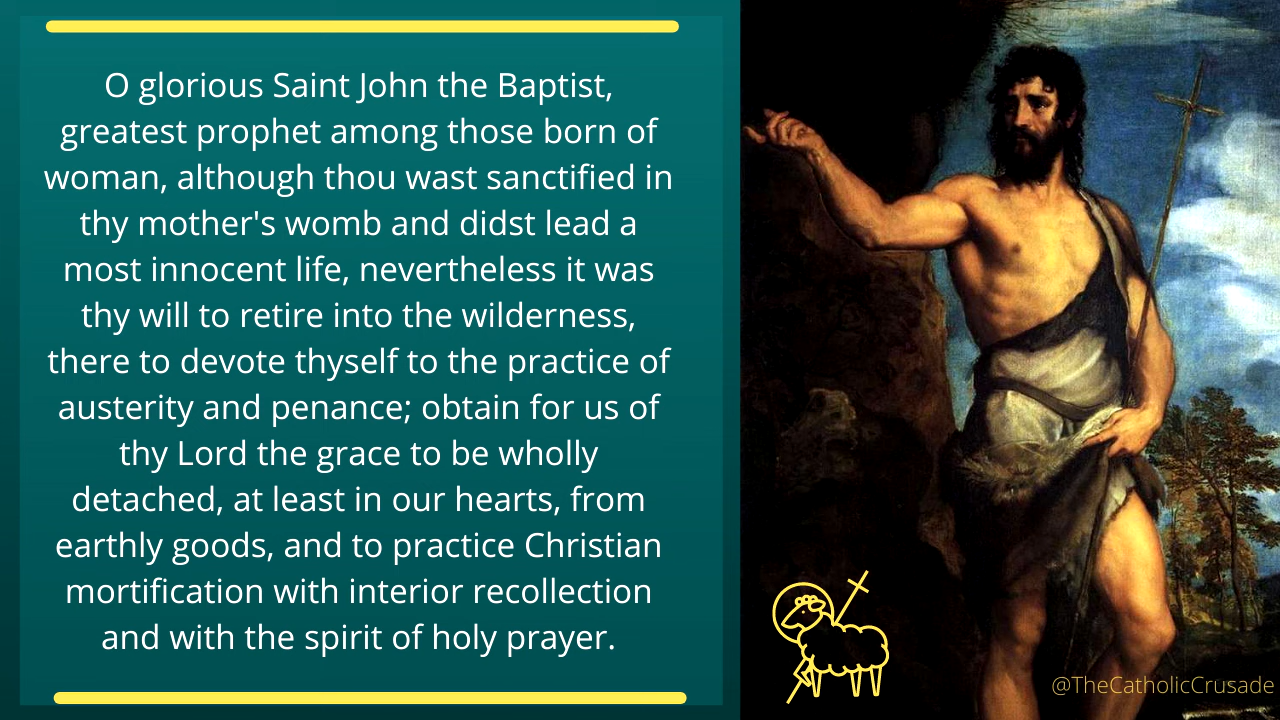 O glorious Saint John the Baptist,
greatest prophet among those born of
woman, although thou wast sanctified in
thy mother's womb and didst lead a
most innocent life, nevertheless it was
thy will to retire into the wilderness,
there to devote thyself to the practice of
austerity and penance; obtain for us of
thy Lord the grace to be wholly
detached, at least in our hearts, from
earthly goods, and to practice Christian
mortification with interior recollection
and with the spirit of holy prayer.
@TheCatholicCrusade